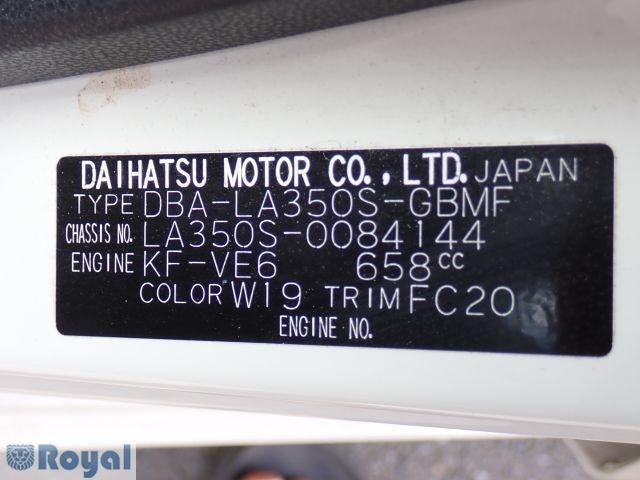 DAIHATSU MOTOR CO., LTD. JAPAN
TYPE DBA-LA350S-GBMF
CHASSIS NO. LA350S-0084144
ENGINE KF-VE6 658cc
COLOR W19 TRIM FC20
ENGINE NO.
Royal